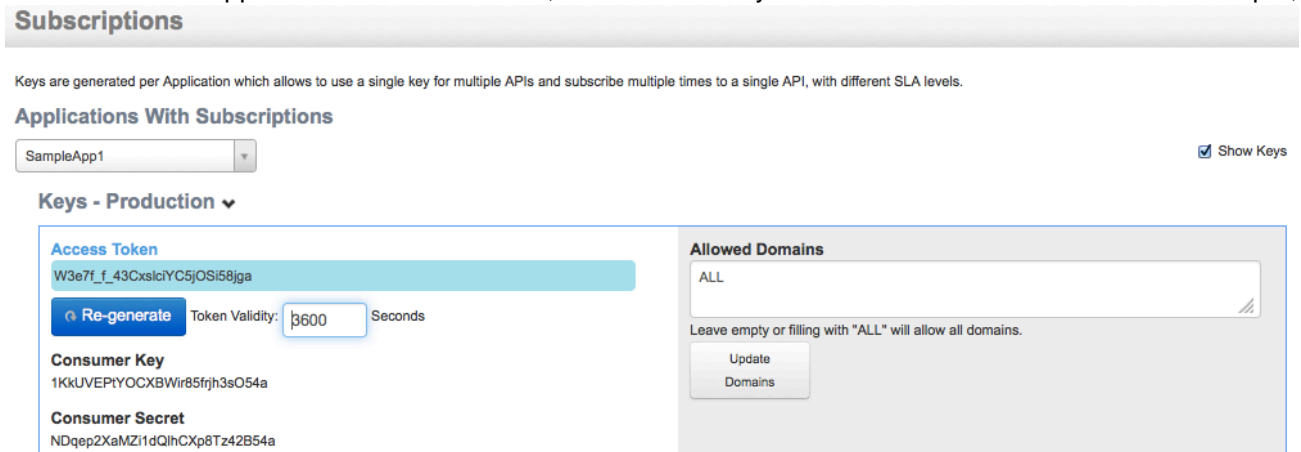 Subscriptions
Keys are generated per Application which allows to use a single key for multiple APIs and subscribe multiple times to a single API, with different SLA levels.
Applications With Subscriptions
SampleApp1
Show Keys
Keys - Production
Access Token
W3e7f_f_43CxslciYC5jOSi58jga
Re-generate Token Validity: 3600 Seconds
Consumer Key
1KkUVEPtYOCXBWir85frjh3sO54a
Consumer Secret
NDqep2XaMZi1dQlhCXp8Tz42B54a
Allowed Domains
ALL
Leave empty or filling with "ALL" will allow all domains.
Update
Domains